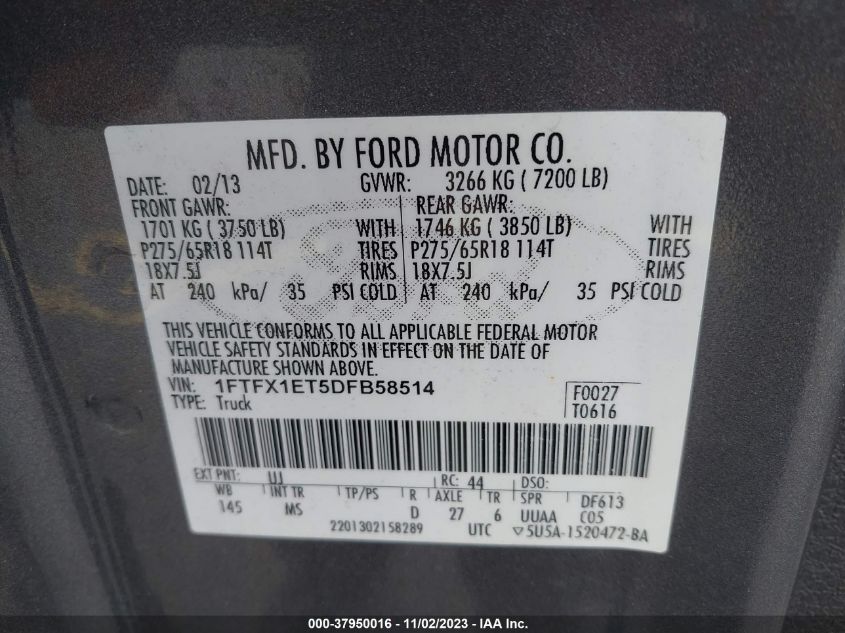 MFD. BY FORD MOTOR CO.
DATE: 02/13 GVWR: 3266 KG ( 7200 LB)
FRONT GAWR: REAR GAWR:
1701 KG ( 3750 LB) WITH 1746 KG ( 3850 LB) WITH
P275/65R18 114T TIRES P275/65R18 114T TIRES
18X7.5J RIMS 18X7.5J RIMS
AT 240 kPa/ 35 PSI COLD AT 240 kPa/ 35 PSI COLD
THIS VEHICLE CONFORMS TO ALL APPLICABLE FEDERAL MOTOR
VEHICLE SAFETY STANDARDS IN EFFECT ON THE DATE OF
MANUFACTURE SHOWN ABOVE.
VIN: 1FTFX1ET5DFB58514 F0027
TYPE: Truck T0616
EXT PNT: UJ RC: 44 DSO:
WB INT TR TP/PS R AXLE TR SPR DF613
145 MS D 27 6 UUAA C05
2201302158289 UTC ▽5U5A-1520472-BA
000-37950016 - 11/02/2023 - IAA Inc.